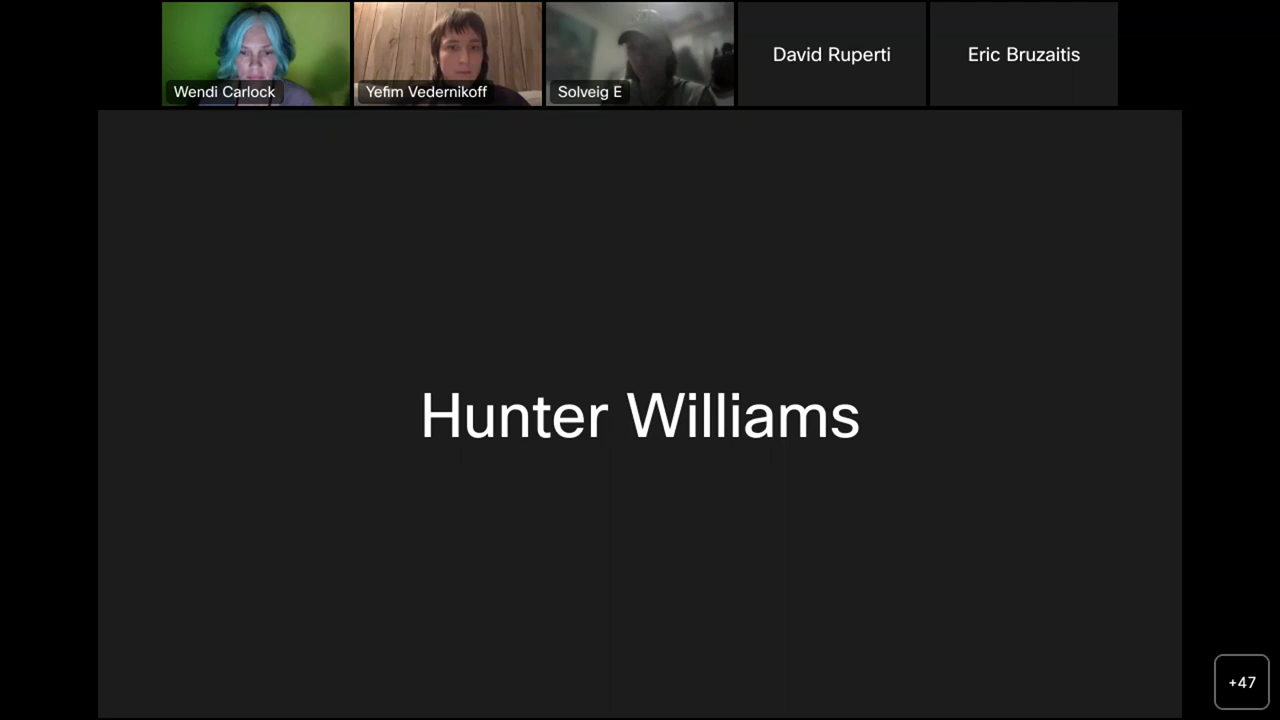 Wendi Carlock
Yefim Vedernikoff
Solveig E
David Ruperti
Eric Bruzaitis
Hunter Williams
+47